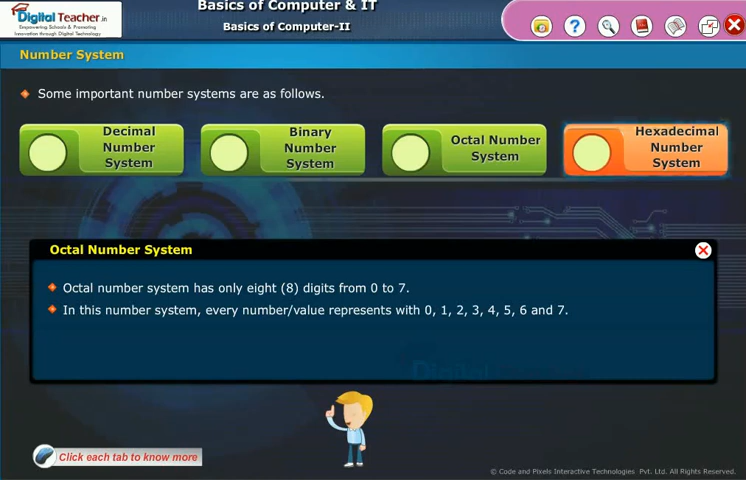 Digital Teacher.in
Empowering Schools & Promoting
Innovation through Digital Technology
Basics of Computer & IT
Basics of Computer-II
Number System
Some important number systems are as follows.
Decimal
Number
System
Binary
Number
System
Octal Number
System
Hexadecimal
Number
System
Octal Number System
Octal number system has only eight (8) digits from 0 to 7.
In this number system, every number/value represents with 0, 1, 2, 3, 4, 5, 6 and 7.
Digital
Click each tab to know more
© Code and Pixels Interactive Technologies Pvt. Ltd. All Rights Reserved.